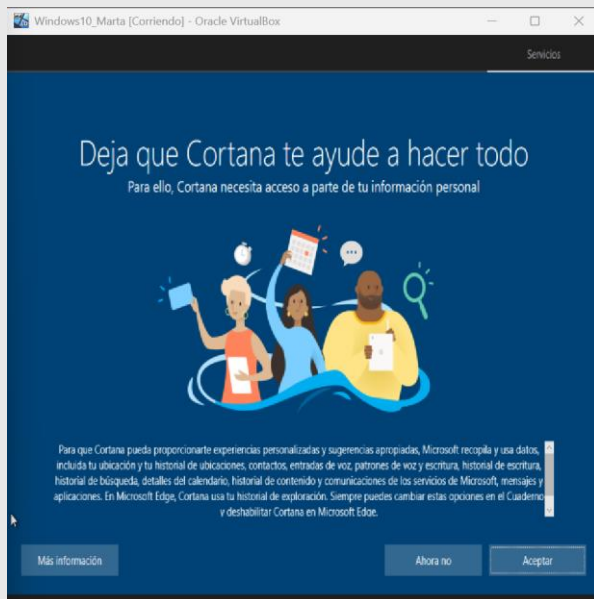 Windows10_Marta [Corriendo] - Oracle VirtualBox
Servicios
Deja que Cortana te ayude a hacer todo
Para ello, Cortana necesita acceso a parte de tu información personal
Para que Cortana pueda proporcionarte experiencias personalizadas y sugerencias apropiadas, Microsoft recopila y usa datos,
incluida tu ubicación y tu historial de ubicaciones, contactos, entradas de voz, patrones de voz y escritura, historial de escritura,
historial de búsqueda, detalles del calendario, historial de contenido y comunicaciones de los servicios de Microsoft, mensajes y
aplicaciones. En Microsoft Edge, Cortana usa tu historial de exploración. Siempre puedes cambiar estas opciones en el Cuaderno
y deshabilitar Cortana en Microsoft Edge.
Más información
Ahora no
Aceptar